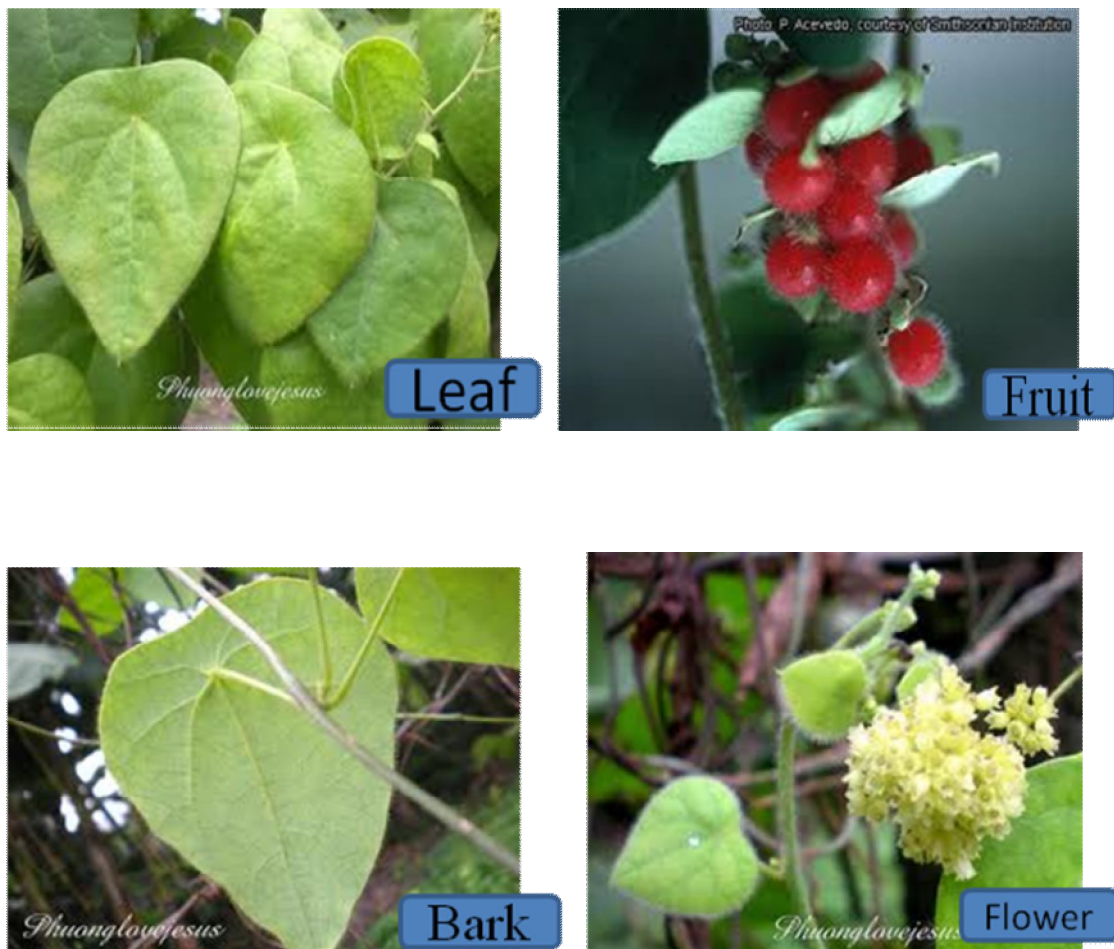 Photo: P. Acevedo, courtesy of Smithsonian Institution
Phuonglovejesus
Leaf
Fruit
Phuonglovejesus
Bark
Phuonglovejesus
Flower